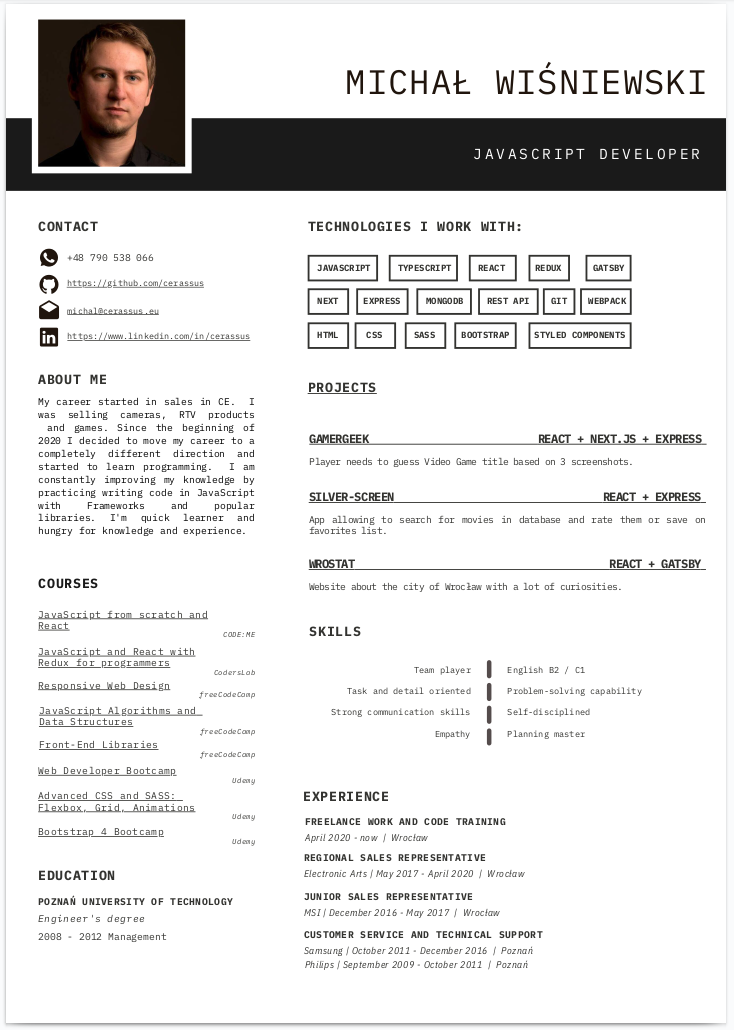 MICHAŁ WIŚNIEWSKI
JAVASCRIPT DEVELOPER
CONTACT
+48 790 538 066
https://github.com/cerassus
michal@cerassus.eu
https://www.linkedin.com/in/cerassus
ABOUT ME
My career started in sales in CE. I
was selling cameras, RTV products
and games. Since the beginning of
2020 I decided to move my career to a
completely different direction and
started to learn programming. I am
constantly improving my knowledge by
practicing writing code in JavaScript
with Frameworks and popular
libraries. I'm quick learner and
hungry for knowledge and experience.
COURSES
JavaScript from scratch and
React
CODE:ME
JavaScript and React with
Redux for programmers
CodersLab
Responsive Web Design
freeCodeCamp
JavaScript Algorithms and
Data Structures
freeCodeCamp
Front-End Libraries
freeCodeCamp
Web Developer Bootcamp
Udemy
Advanced CSS and SASS:
Flexbox, Grid, Animations
Udemy
Bootstrap 4 Bootcamp
Udemy
EDUCATION
POZNAŃ UNIVERSITY OF TECHNOLOGY
Engineer's degree
2008 - 2012 Management
TECHNOLOGIES I WORK WITH:
JAVASCRIPT TYPESCRIPT REACT REDUX GATSBY
NEXT EXPRESS MONGODB REST API GIT WEBPACK
HTML CSS SASS BOOTSTRAP STYLED COMPONENTS
PROJECTS
GAMERGEEK REACT + NEXT.JS + EXPRESS
Player needs to guess Video Game title based on 3 screenshots.
SILVER-SCREEN REACT + EXPRESS
App allowing to search for movies in database and rate them or save on
favorites list.
WROSTAT REACT + GATSBY
Website about the city of Wrocław with a lot of curiosities.
SKILLS
Team player English B2 / C1
Task and detail oriented Problem-solving capability
Strong communication skills Self-disciplined
Empathy Planning master
EXPERIENCE
FREELANCE WORK AND CODE TRAINING
April 2020 - now | Wrocław
REGIONAL SALES REPRESENTATIVE
Electronic Arts | May 2017 - April 2020 | Wrocław
JUNIOR SALES REPRESENTATIVE
MSI | December 2016 - May 2017 | Wrocław
CUSTOMER SERVICE AND TECHNICAL SUPPORT
Samsung | October 2011 - December 2016 | Poznań
Philips | September 2009 - October 2011 | Poznań